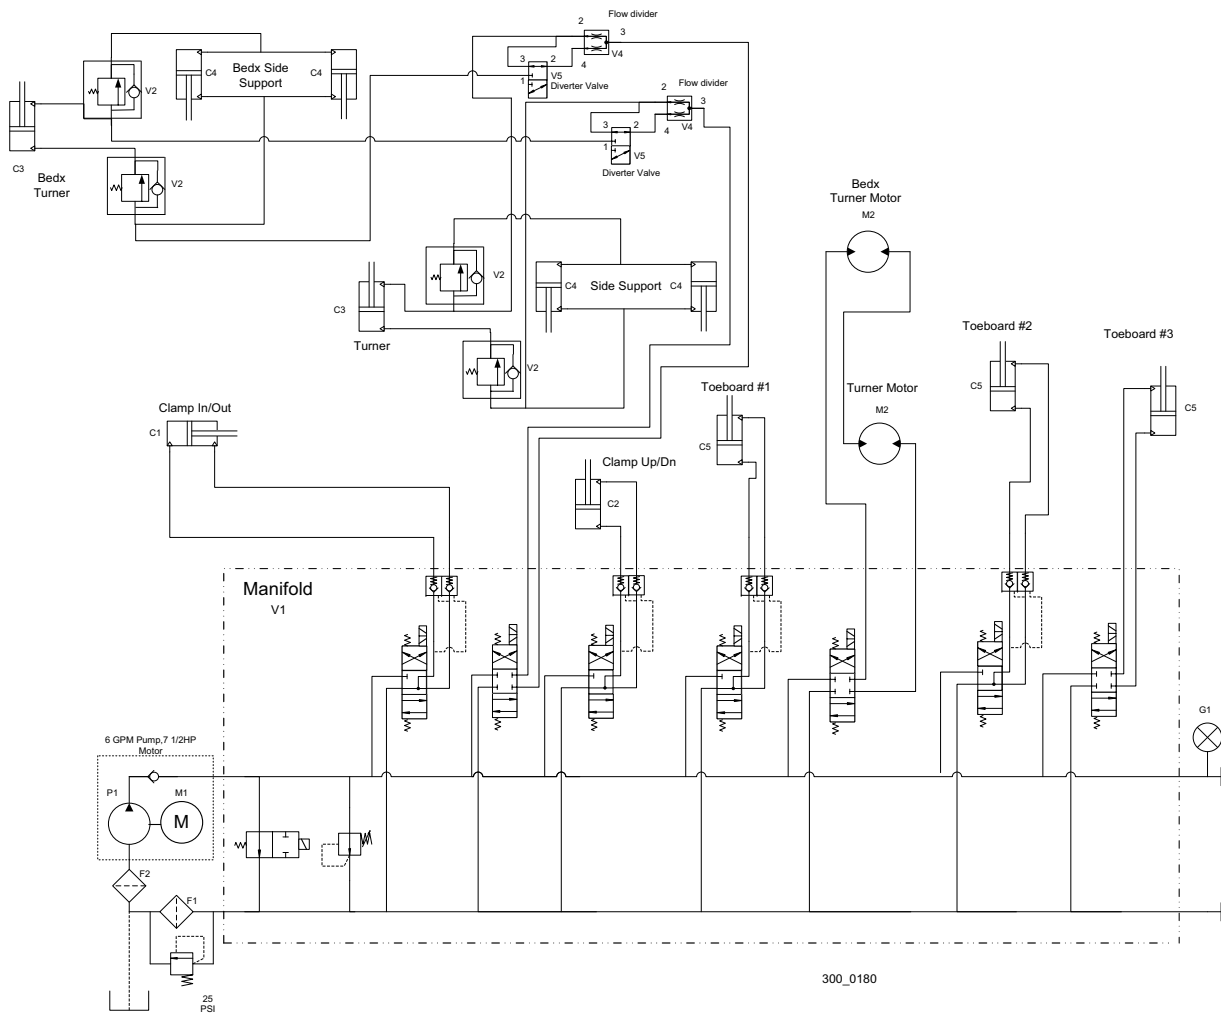 Flow divider
2
3
V4
4
3
2
1
V5
Diverter Valve
Flow divider
2
3
V4
4
3
2
1
V5
Diverter Valve
C4
Bedx Side
Support
C4
V2
C3
Bedx
Turner
V2
Bedx
Turner Motor
M2
V2
C4
Side Support
C4
C3
Turner
V2
Toeboard #2
C5
Toeboard #3
C5
Toeboard #1
C5
Turner Motor
M2
Clamp In/Out
C1
Clamp Up/Dn
C2
Manifold
V1
G1
6 GPM Pump,7 1/2HP
Motor
P1
M1
M
F2
F1
25
PSI
300_0180